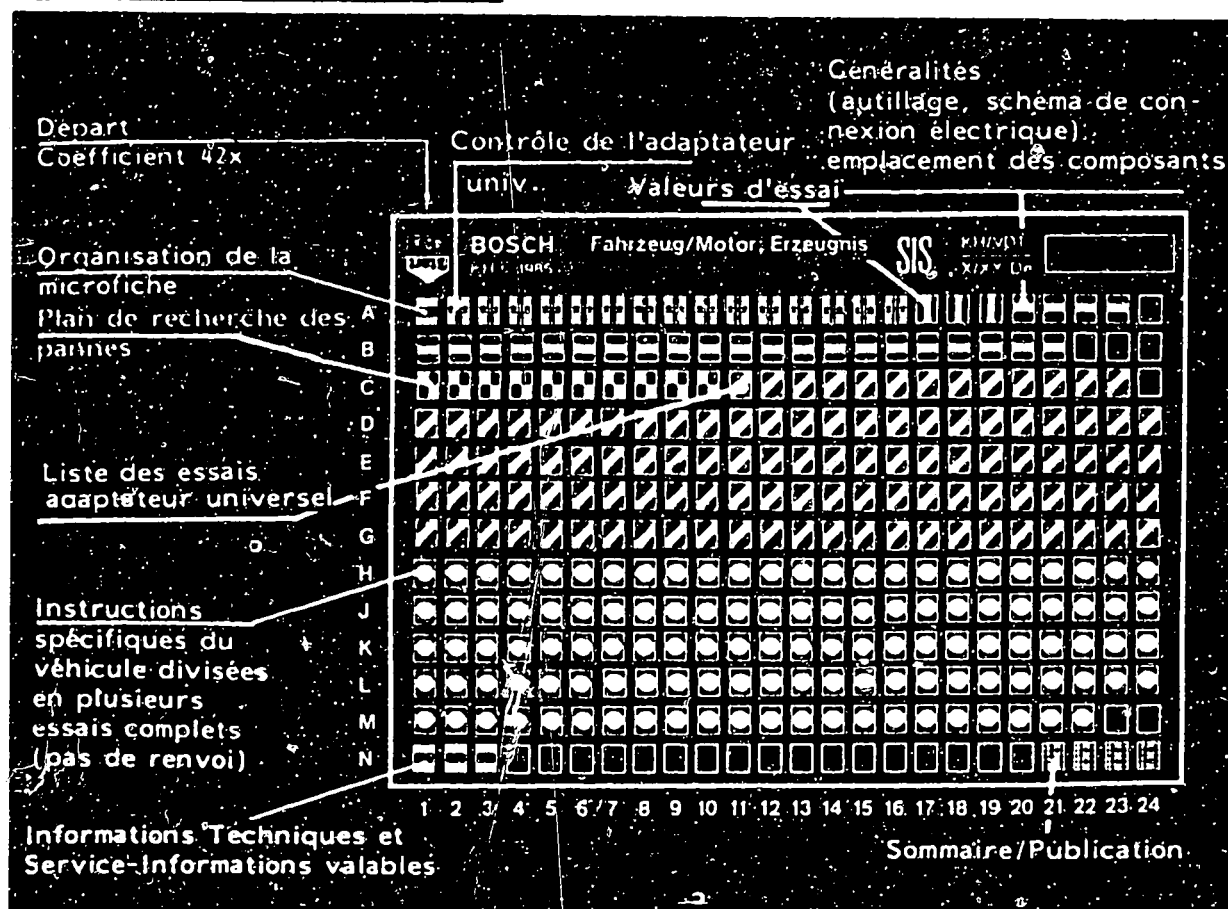 Généralités
(autillage, schéma de con-
nexion électrique)
emplacement des composants
Départ
Coefficient 42x
Contrôle de l'adaptateur
univ..
Valeurs d'essai
Organisation de la
microfiche
Plan de recherche des
pannes
BOSCH Fahrzeug/Motor, Erzeugnis SIS
A
B
C
D
E
F
G
H
J
K
L
M
N
Liste des essais
adaptateur universel
Instructions
spécifiques du
véhicule divisées
en plusieurs
essais complets
(pas de renvoi)
1 2 3 4 5 6 7 8 9 10 11 12 13 14 15 16 17 18 19 20 21 22 23 24
Informations Techniques et
Service-Informations valables
Sommaire/Publication